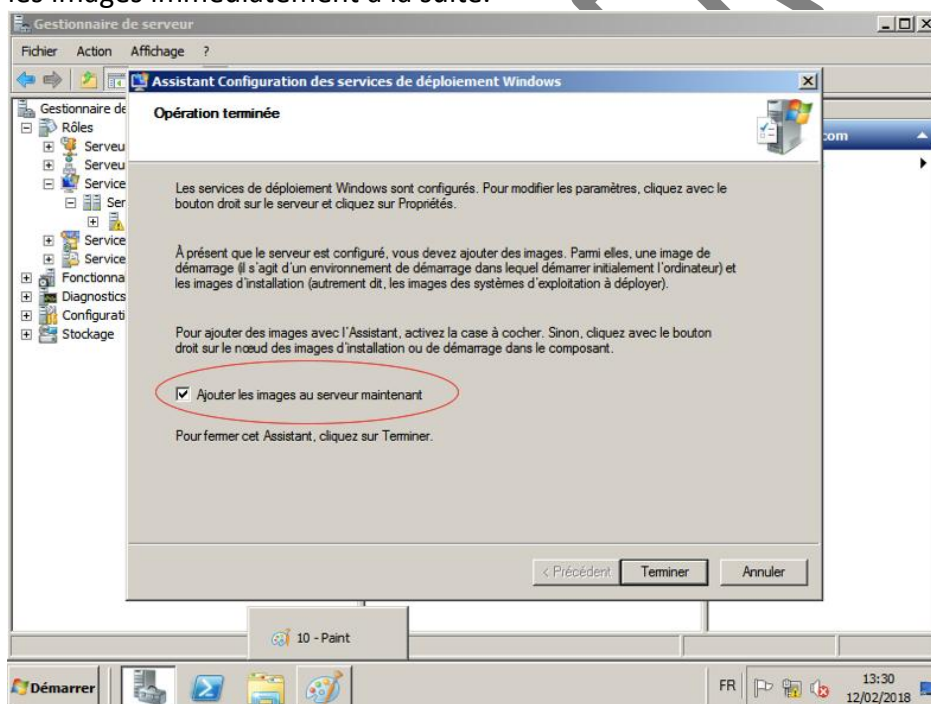 les images immédiatement à la suite.
Gestionnaire de serveur
Fichier Action Affichage ?
Assistant Configuration des services de déploiement Windows
Gestionnaire de
Opération terminée
Rôles
Serveu
com
Serveu
Service
Les services de déploiement Windows sont configurés. Pour modifier les paramètres, cliquez avec le
bouton droit sur le serveur et cliquez sur Propriétés.
Ser
Service
Service
À présent que le serveur est configuré, vous devez ajouter des images. Parmi elles, une image de
démarrage (il s'agit d'un environnement de démarrage dans lequel démarrer initialement l'ordinateur) et
les images d'installation (autrement dit, les images des systèmes d'exploitation à déployer).
Fonctionna
Diagnostics
Configurati
Stockage
Pour ajouter des images avec l'Assistant, activez la case à cocher. Sinon, cliquez avec le bouton
droit sur le nœud des images d'installation ou de démarrage dans le composant.
Ajouter les images au serveur maintenant
Pour fermer cet Assistant, cliquez sur Terminer.
< Précédent Terminer Annuler
10 - Paint
Démarrer
FR
13:30
12/02/2018